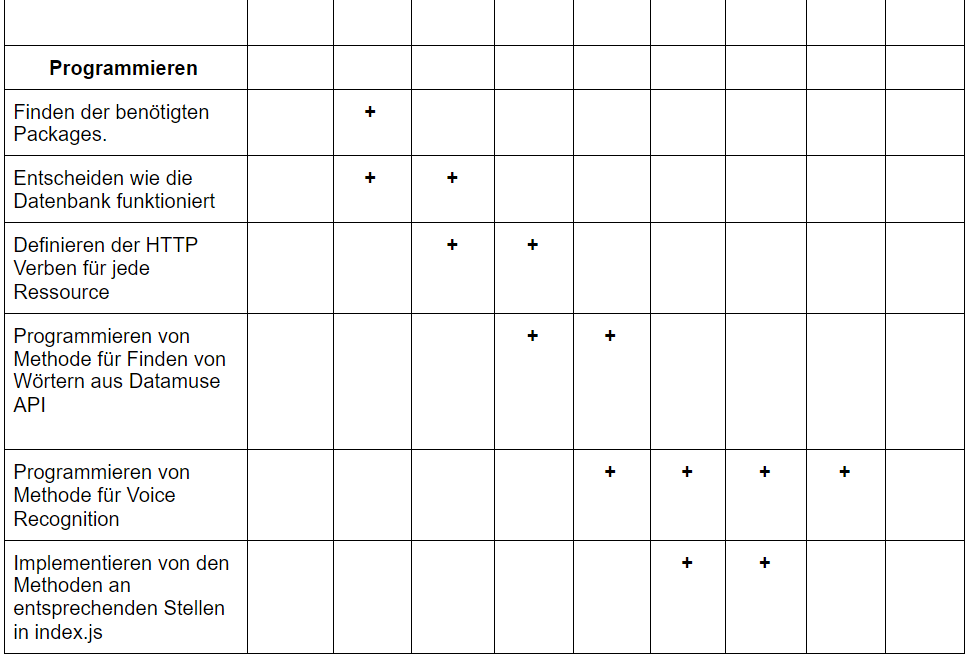 Programmieren
Finden der benötigten +
Packages.
Entscheiden wie die + +
Datenbank funktioniert
Definieren der HTTP + +
Verben für jede
Ressource
Programmieren von + +
Methode für Finden von
Wörtern aus Datamuse
API
Programmieren von + + + +
Methode für Voice
Recognition
Implementieren von den + +
Methoden an
entsprechenden Stellen
in index.js